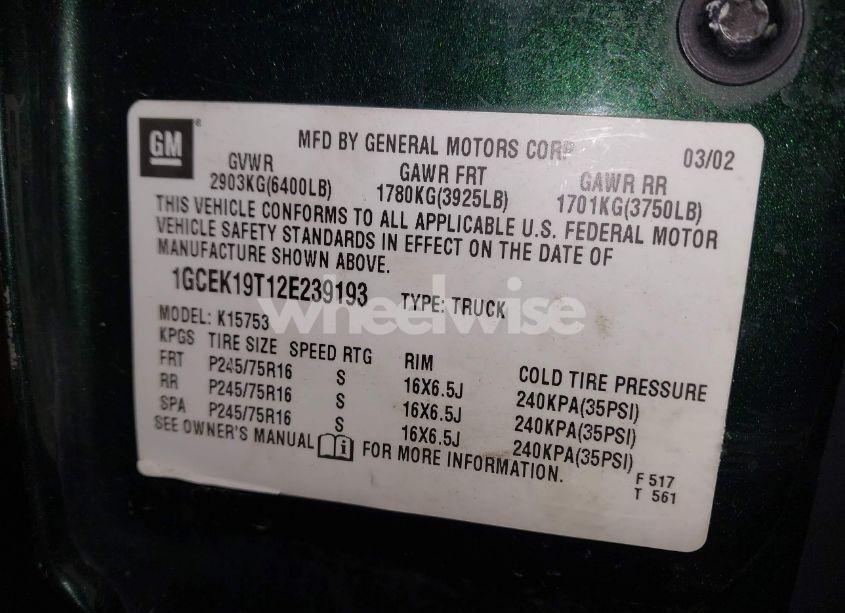 GM
MFD BY GENERAL MOTORS CORP 03/02
GVWR GAWR FRT GAWR RR
2903KG(6400LB) 1780KG(3925LB) 1701KG(3750LB)
THIS VEHICLE CONFORMS TO ALL APPLICABLE U.S. FEDERAL MOTOR
VEHICLE SAFETY STANDARDS IN EFFECT ON THE DATE OF
MANUFACTURE SHOWN ABOVE.
1GCEK19T12E239193 TYPE: TRUCK
wheelwise
MODEL: K15753
KPGS TIRE SIZE SPEED RTG RIM COLD TIRE PRESSURE
FRT P245/75R16 S 16X6.5J 240KPA(35PSI)
RR P245/75R16 S 16X6.5J 240KPA(35PSI)
SPA P245/75R16 S 16X6.5J 240KPA(35PSI)
SEE OWNER'S MANUAL i FOR MORE INFORMATION.
F 517
T 561